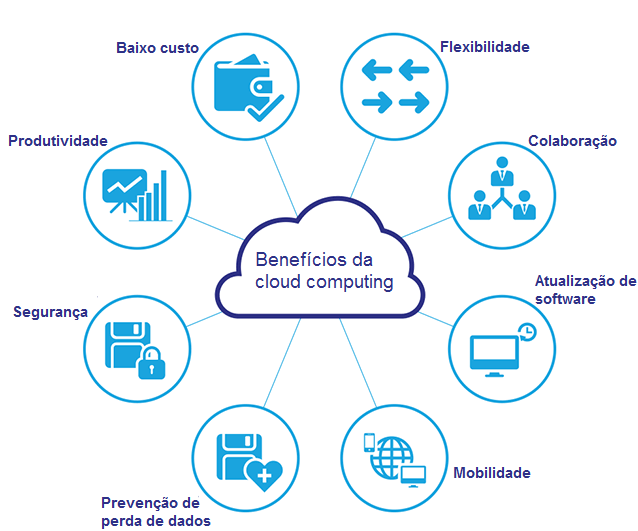 Baixo custo
Flexibilidade
Produtividade
Colaboração
Benefícios da
cloud computing
Atualização de
software
Segurança
Mobilidade
Prevenção de
perda de dados